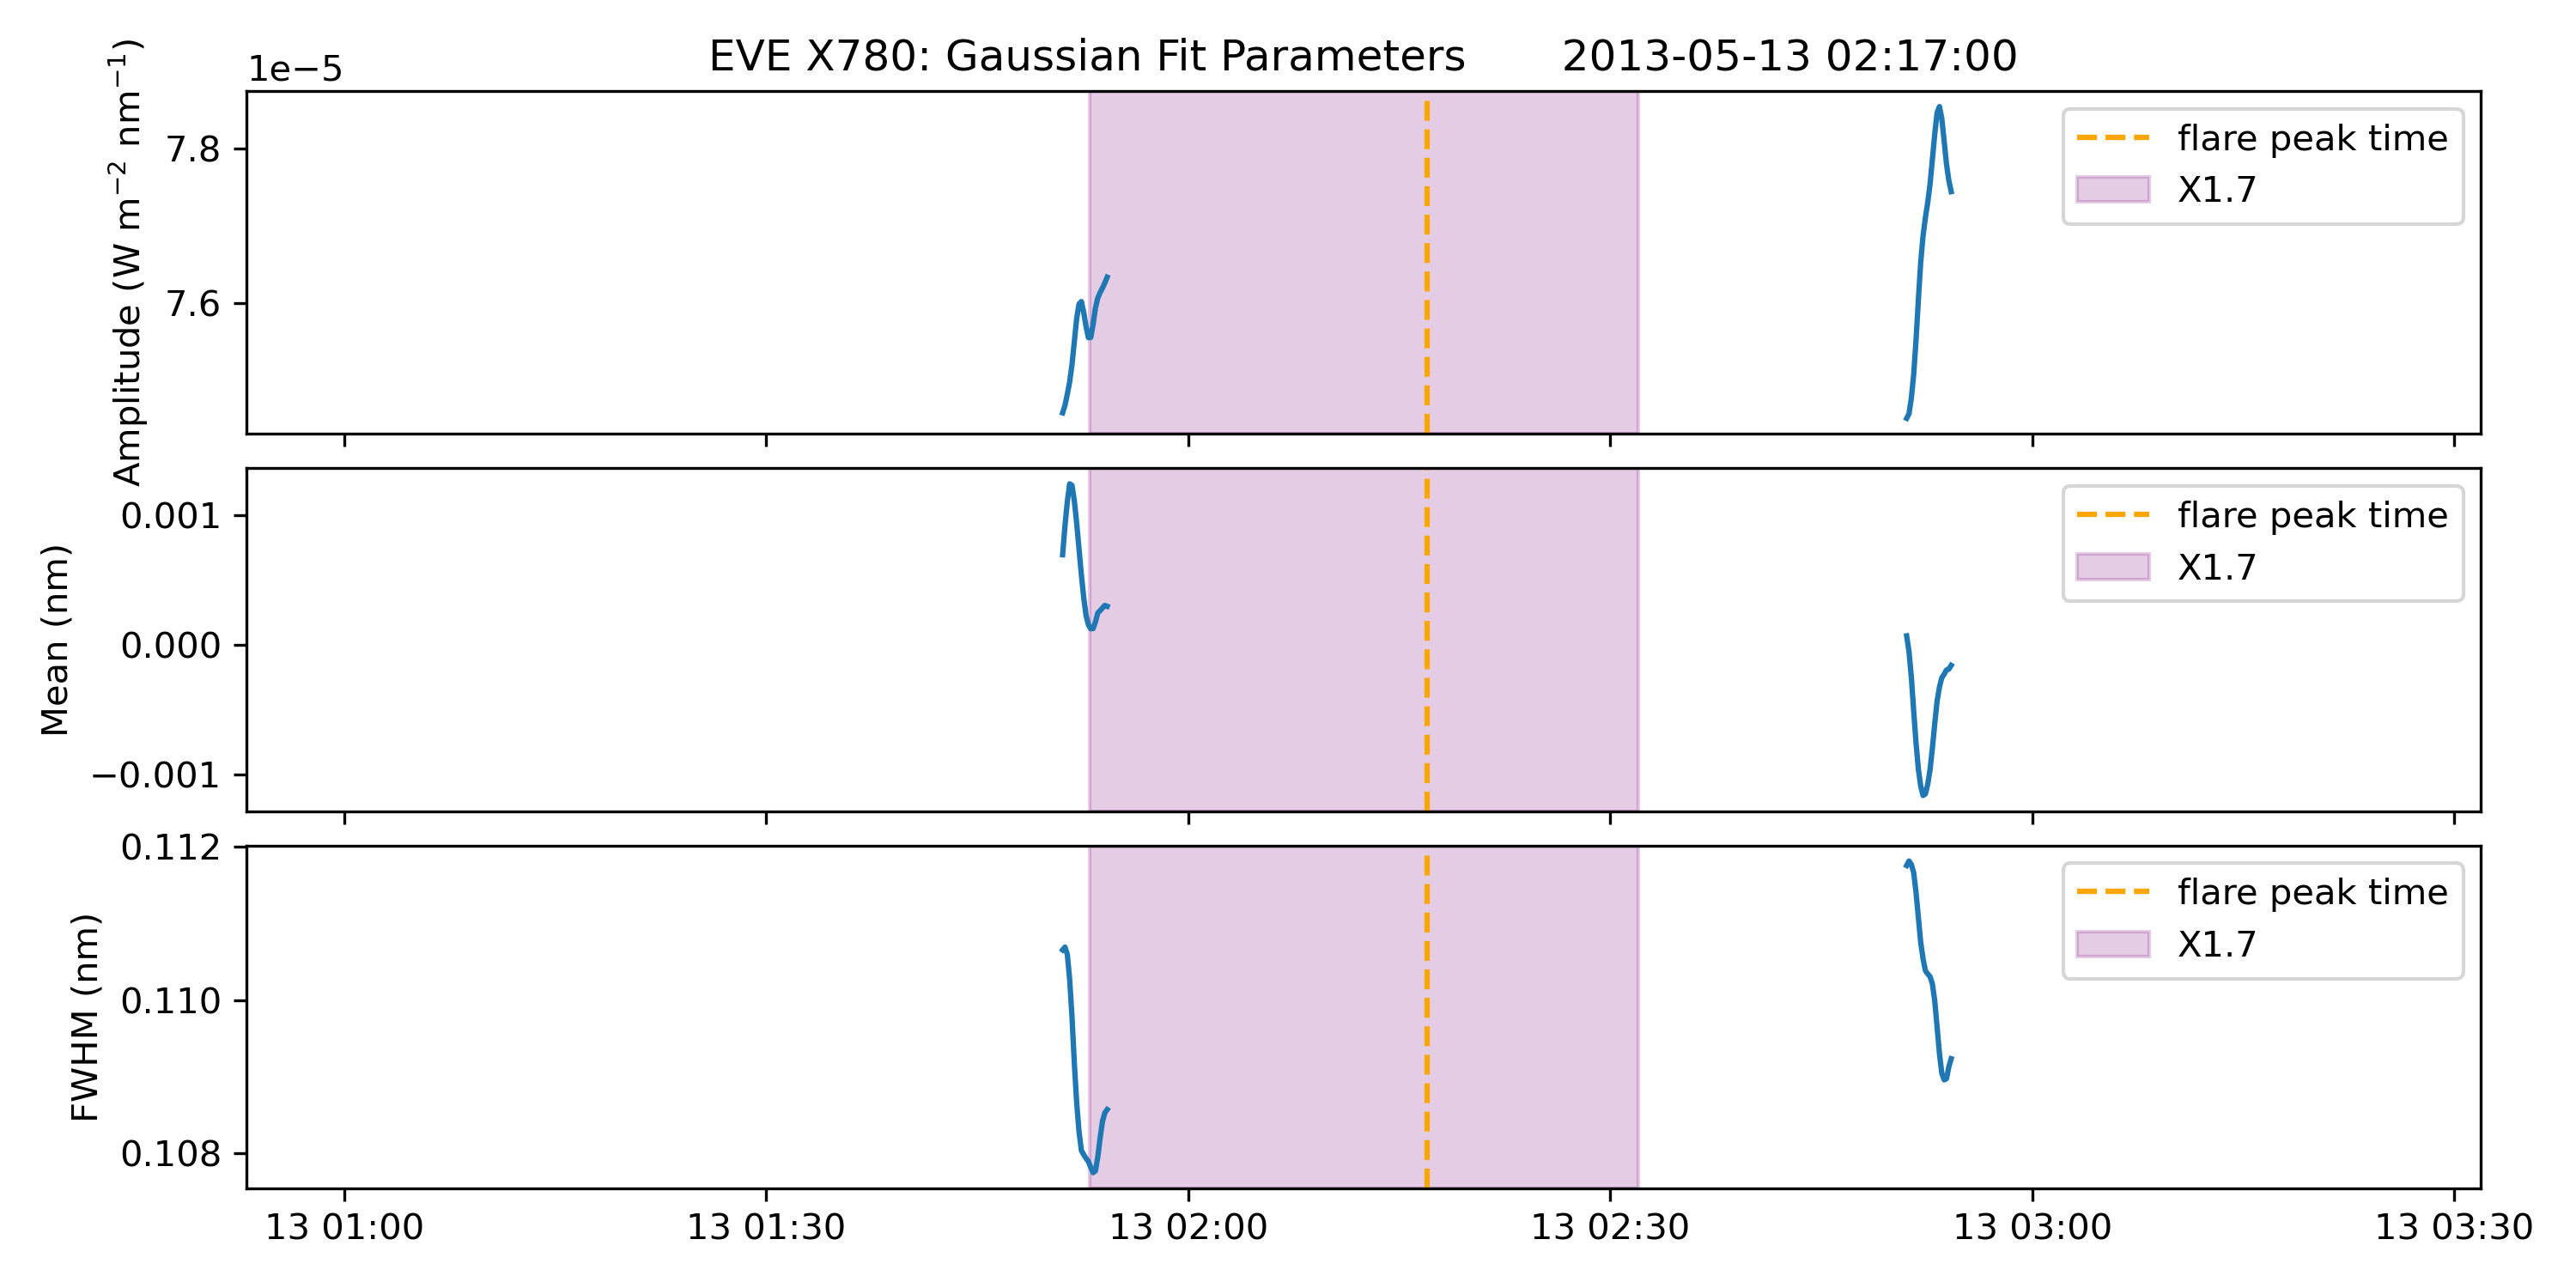 EVE X780: Gaussian Fit Parameters 2013-05-13 02:17:00
1e−5
Amplitude (W m⁻² nm⁻¹)
7.8
7.6
flare peak time
X1.7
Mean (nm)
0.001
0.000
−0.001
flare peak time
X1.7
FWHM (nm)
0.112
0.110
0.108
flare peak time
X1.7
13 01:00 13 01:30 13 02:00 13 02:30 13 03:00 13 03:30